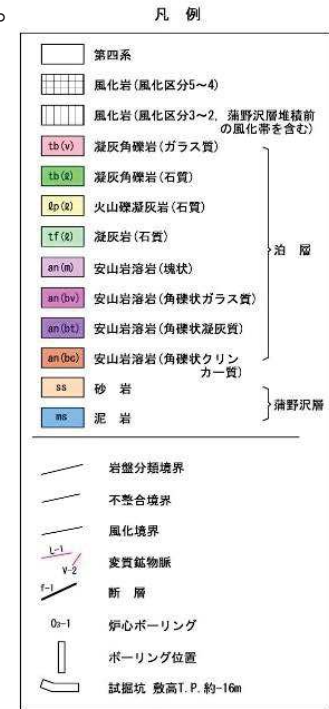 凡 例
第四系
風化岩(風化区分5~4)
風化岩(風化区分3~2, 蒲野沢層堆積前
の風化帯を含む)
tb(v) 凝灰角礫岩(ガラス質)
tb(ℓ) 凝灰角礫岩(石質)
ℓp(ℓ) 火山礫凝灰岩(石質)
tf(ℓ) 凝灰岩(石質)
an(m) 安山岩溶岩(塊状)
泊 層
an(bv) 安山岩溶岩(角礫状ガラス質)
an(bt) 安山岩溶岩(角礫状凝灰質)
an(bc) 安山岩溶岩(角礫状クリン
カー質)
ss 砂 岩
蒲野沢層
ms 泥 岩
岩盤分類境界
不整合境界
風化境界
L-1
V-2
変質鉱物脈
f-1
断 層
O₃-1 炉心ボーリング
ボーリング位置
試掘坑 敷高T.P.約-16m